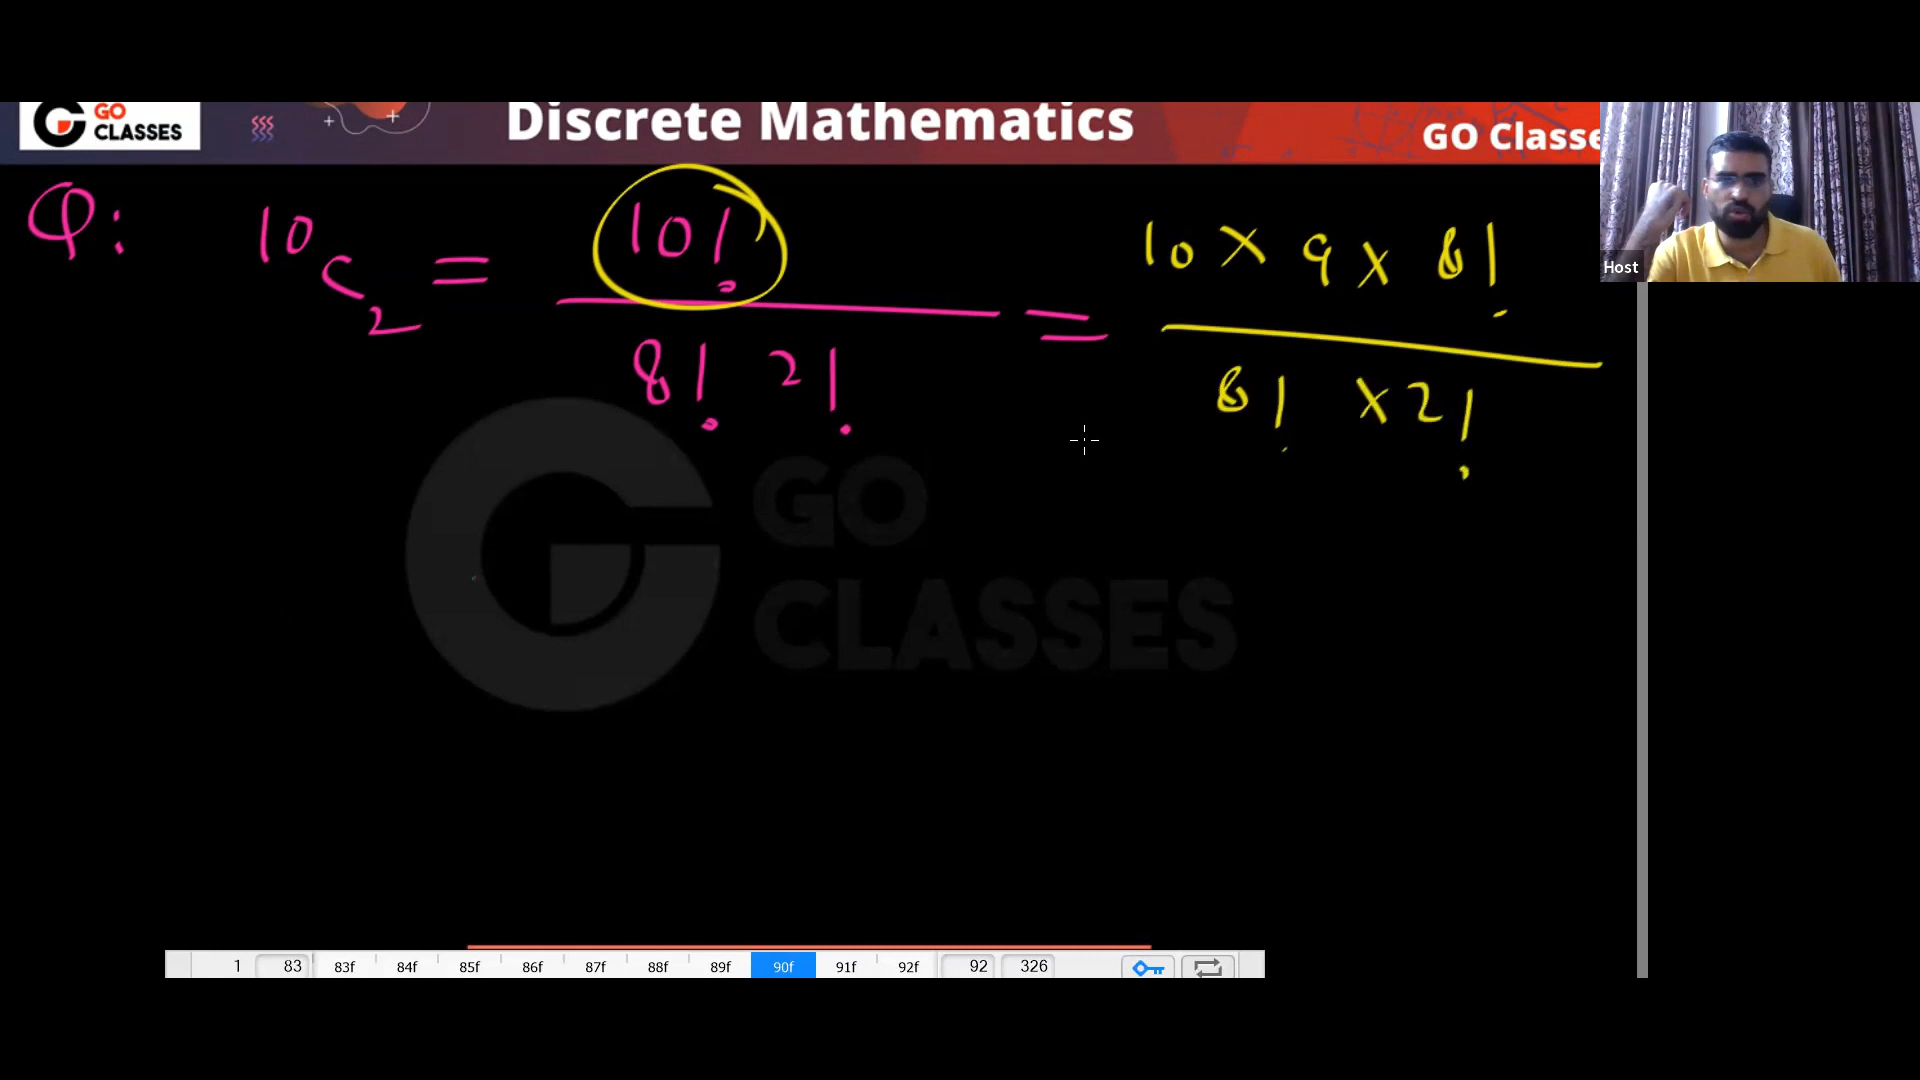 GO
CLASSES
Discrete Mathematics
GO Classe
Host
Q: 10C2 = 10! / 8! 2! = 10 × 9 × 8! / 8! × 2!
GO
CLASSES
1 83 83f 84f 85f 86f 87f 88f 89f 90f 91f 92f 92 326